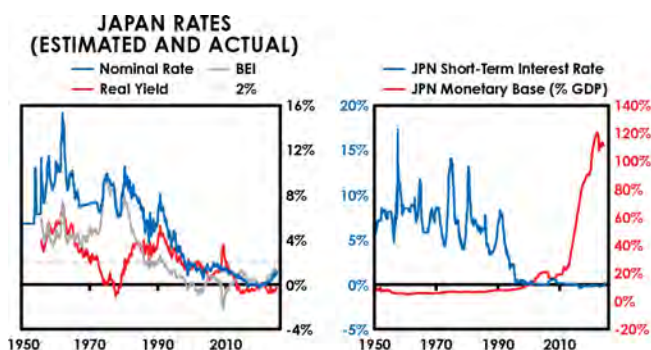 JAPAN RATES
(ESTIMATED AND ACTUAL)
Nominal Rate BEI
Real Yield 2%
16%
12%
8%
4%
0%
-4%
1950 1970 1990 2010
JPN Short-Term Interest Rate
JPN Monetary Base (% GDP)
20%
15%
10%
5%
0%
-5%
140%
120%
100%
80%
60%
40%
20%
0%
-20%
1950 1970 1990 2010